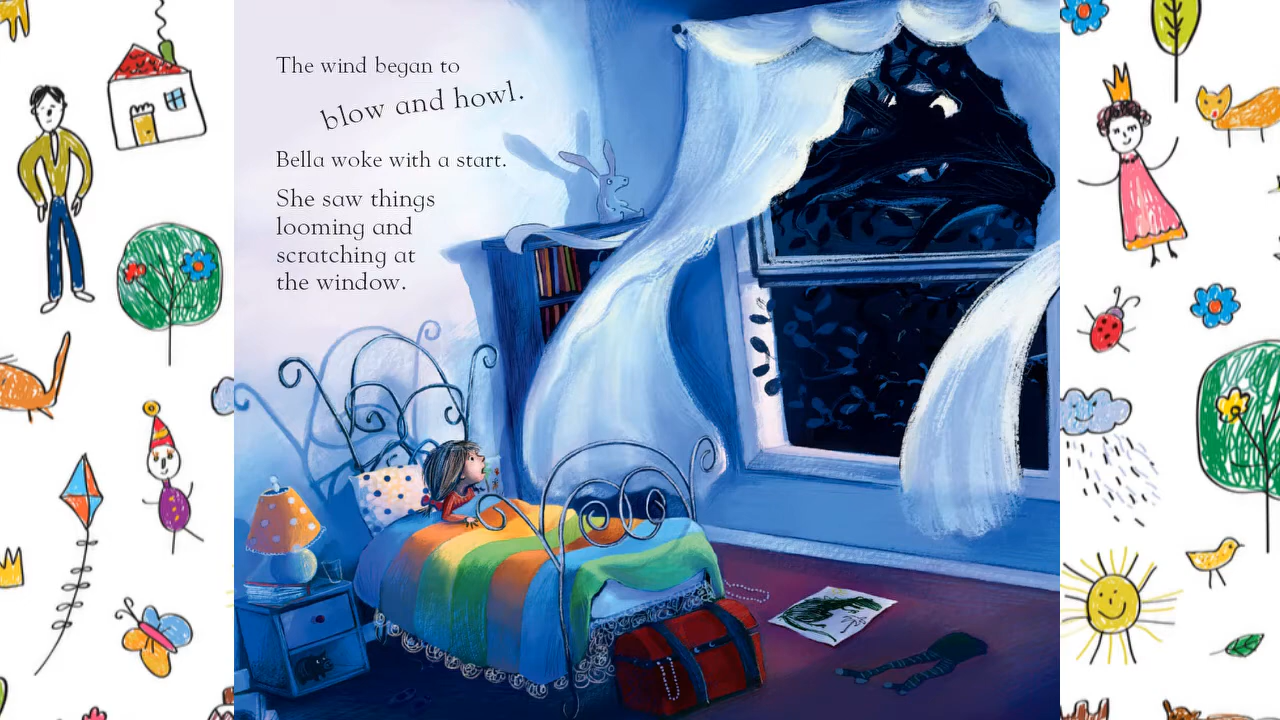 The wind began to
blow and howl.
Bella woke with a start.
She saw things
looming and
scratching at
the window.